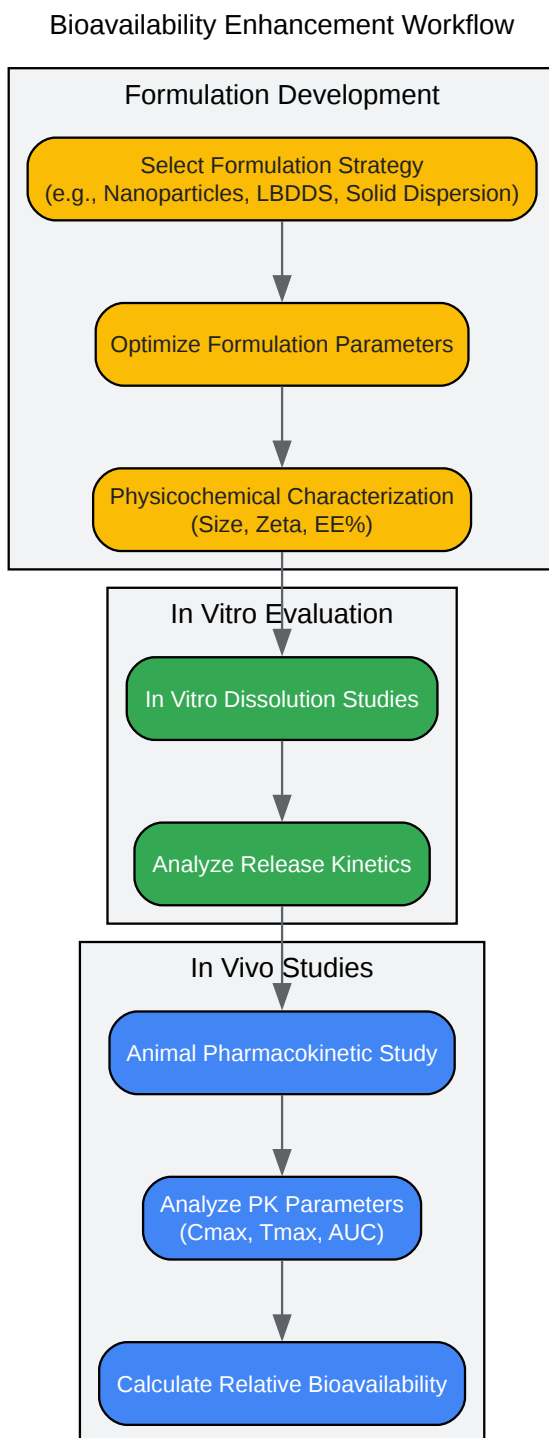 Bioavailability Enhancement Workflow
Formulation Development
Select Formulation Strategy
(e.g., Nanoparticles, LBDDS, Solid Dispersion)
Optimize Formulation Parameters
Physicochemical Characterization
(Size, Zeta, EE%)
In Vitro Evaluation
In Vitro Dissolution Studies
Analyze Release Kinetics
In Vivo Studies
Animal Pharmacokinetic Study
Analyze PK Parameters
(Cmax, Tmax, AUC)
Calculate Relative Bioavailability